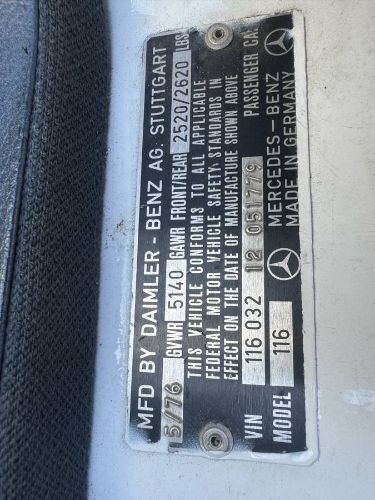 MFD BY DAIMLER-BENZ AG. STUTTGART
5/76 GVWR 5140 GAWR FRONT/REAR 2520/2620 LBS
THIS VEHICLE CONFORMS TO ALL APPLICABLE
FEDERAL MOTOR VEHICLE SAFETY STANDARDS IN
EFFECT ON THE DATE OF MANUFACTURE SHOWN ABOVE
VIN 116 032 12 051779 PASSENGER CAR
MODEL 116 MERCEDES-BENZ
MADE IN GERMANY